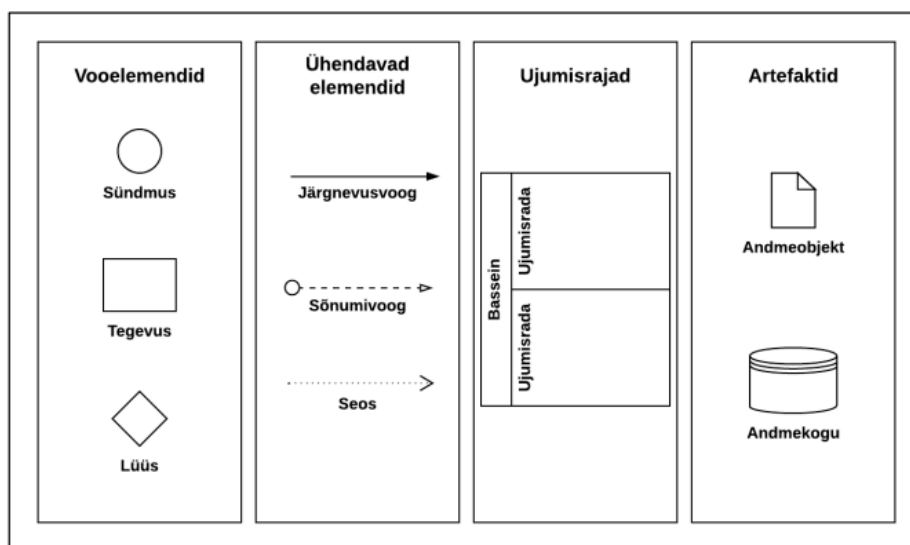 Vooelemendid
Sündmus
Tegevus
Lüüs
Ühendavad
elemendid
Järgnevusvoog
Sõnumivoog
Seos
Ujumisrajad
Bassein
Ujumisrada
Ujumisrada
Artefaktid
Andmeobjekt
Andmekogu